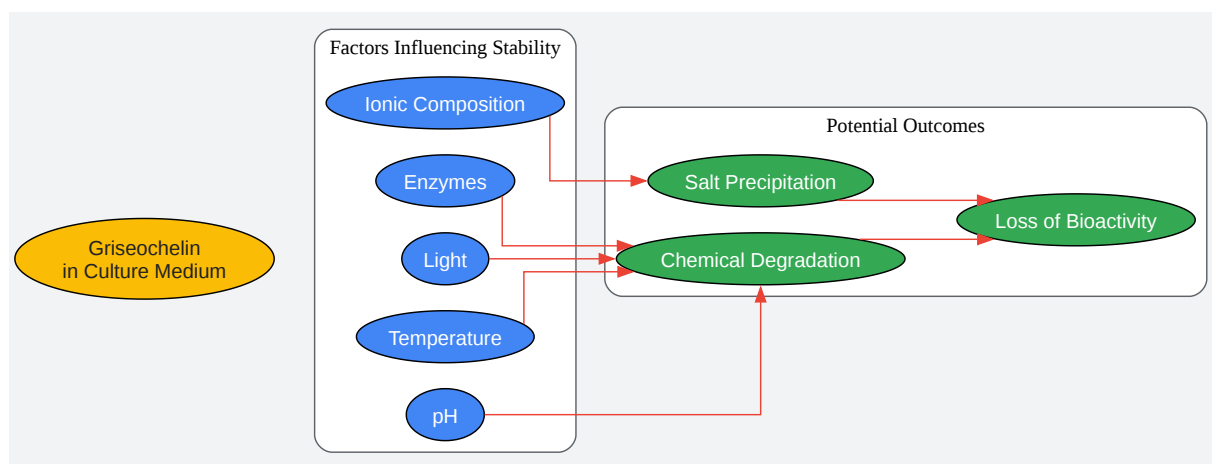 Griseochelin
in Culture Medium
Factors Influencing Stability
Ionic Composition
Enzymes
Light
Temperature
pH
Potential Outcomes
Salt Precipitation
Chemical Degradation
Loss of Bioactivity